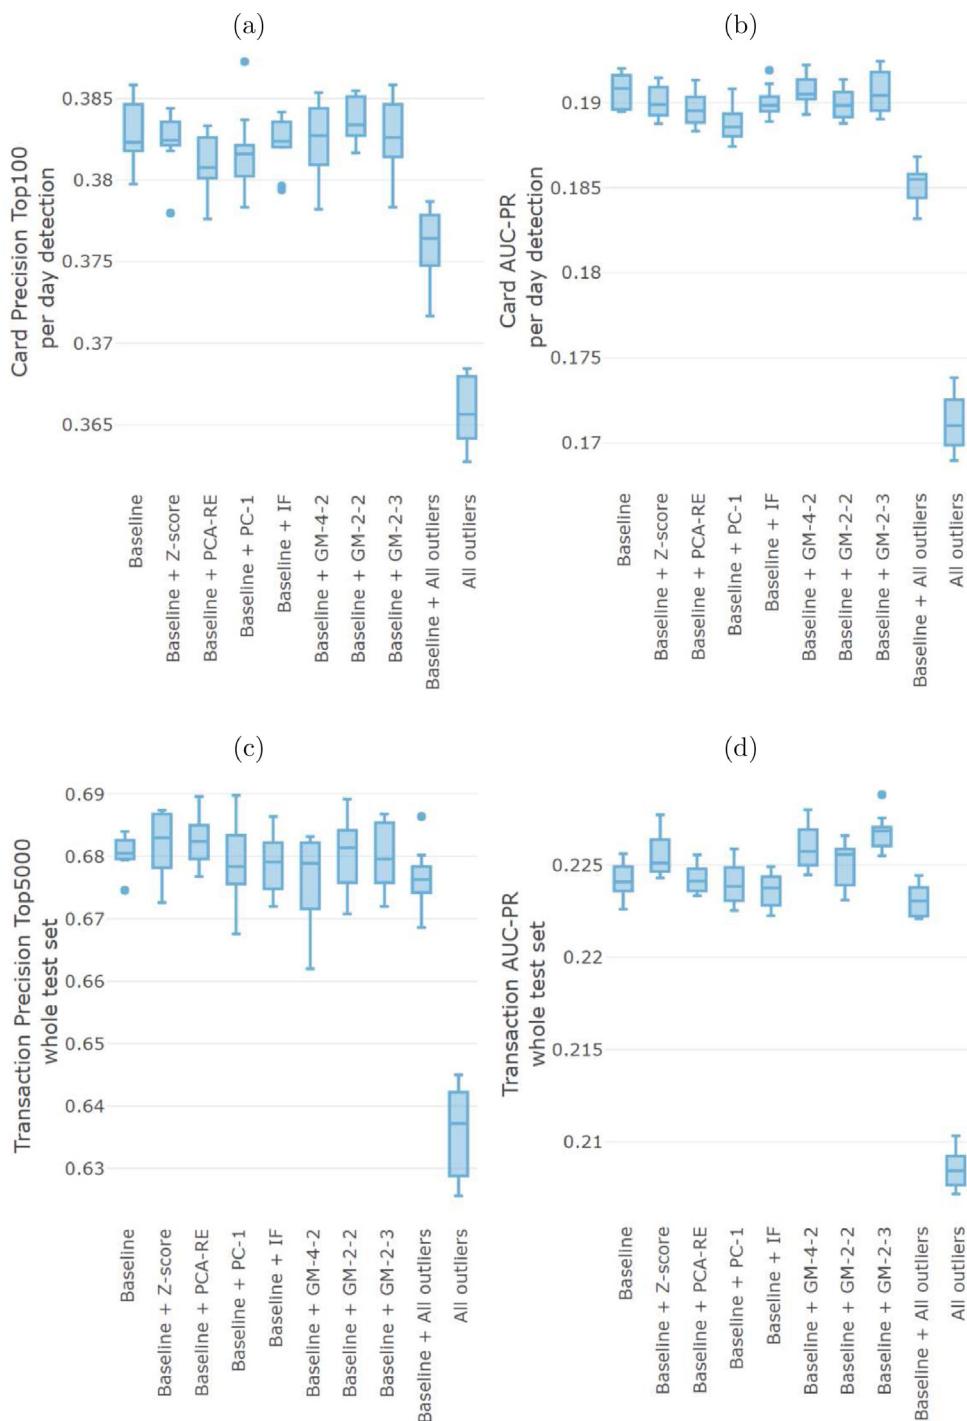 (a)
Card Precision Top100
per day detection
0.385
0.38
0.375
0.37
0.365
Baseline
Baseline + Z-score
Baseline + PCA-RE
Baseline + PC-1
Baseline + IF
Baseline + GM-4-2
Baseline + GM-2-2
Baseline + GM-2-3
Baseline + All outliers
All outliers
(b)
Card AUC-PR
per day detection
0.19
0.185
0.18
0.175
0.17
Baseline
Baseline + Z-score
Baseline + PCA-RE
Baseline + PC-1
Baseline + IF
Baseline + GM-4-2
Baseline + GM-2-2
Baseline + GM-2-3
Baseline + All outliers
All outliers
(c)
Transaction Precision Top5000
whole test set
0.69
0.68
0.67
0.66
0.65
0.64
0.63
Baseline
Baseline + Z-score
Baseline + PCA-RE
Baseline + PC-1
Baseline + IF
Baseline + GM-4-2
Baseline + GM-2-2
Baseline + GM-2-3
Baseline + All outliers
All outliers
(d)
Transaction AUC-PR
whole test set
0.225
0.22
0.215
0.21
Baseline
Baseline + Z-score
Baseline + PCA-RE
Baseline + PC-1
Baseline + IF
Baseline + GM-4-2
Baseline + GM-2-2
Baseline + GM-2-3
Baseline + All outliers
All outliers